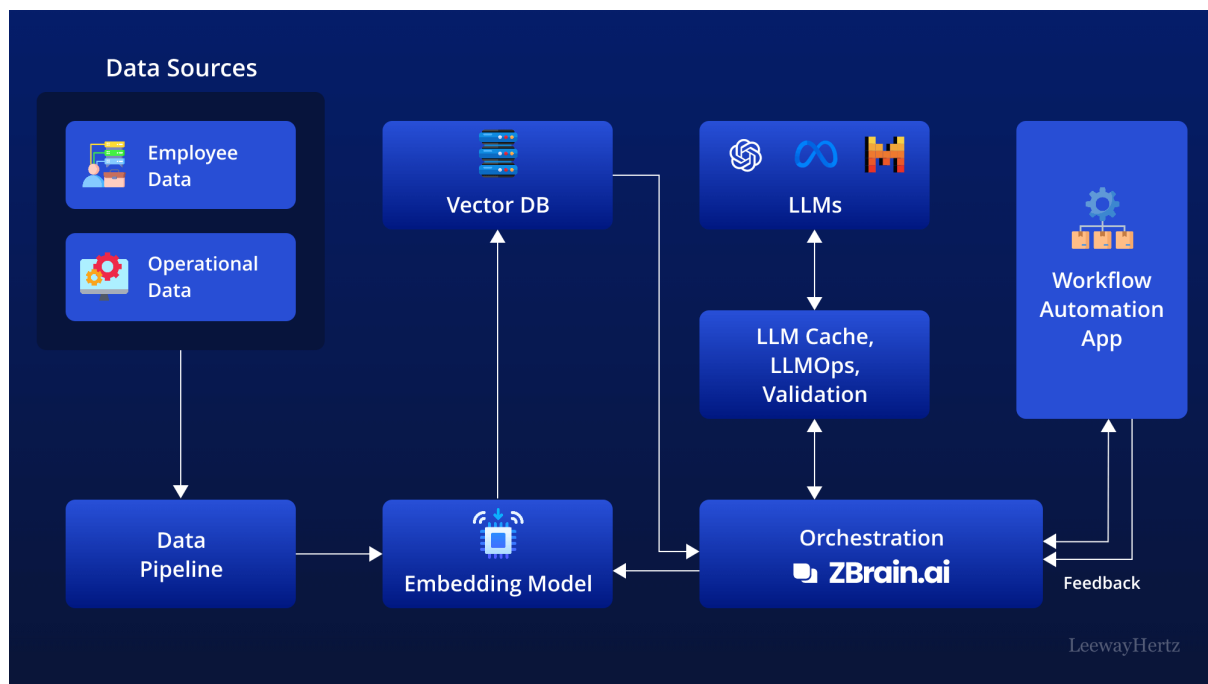 Data Sources
Employee
Data
Operational
Data
Vector DB
LLMs
Workflow
Automation
App
LLM Cache,
LLMOps,
Validation
Data
Pipeline
Embedding Model
Orchestration
ZBrain.ai
Feedback
LeewayHertz